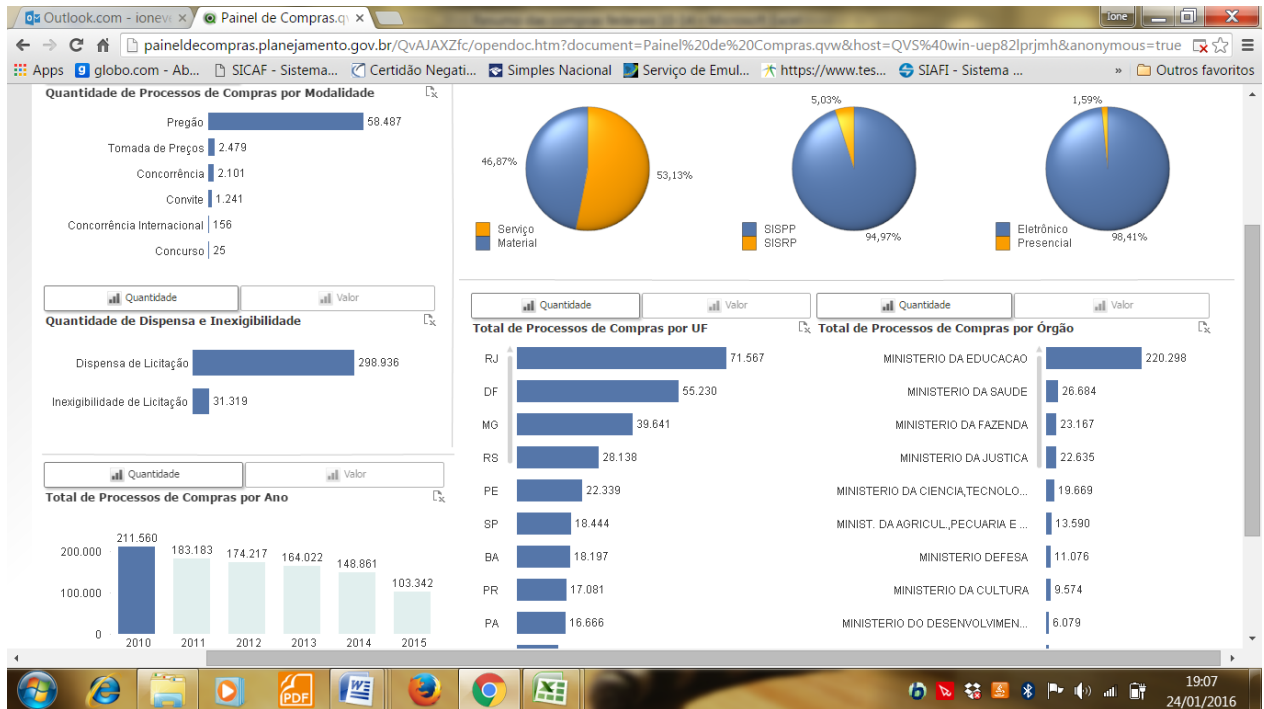 Outlook.com - ionev
Painel de Compras.q
Ione
paineldecompras.planejamento.gov.br/QvAJAXZfc/opendoc.htm?document=Painel%20de%20Compras.qvw&host=QVS%40win-uep82lprjmh&anonymous=true
Apps globo.com - Ab... SICAF - Sistema... Certidão Negati... Simples Nacional Serviço de Emul... https://www.tes... SIAFI - Sistema ... » Outros favoritos
Quantidade de Processos de Compras por Modalidade
Pregão 58.487
Tomada de Preços 2.479
Concorrência 2.101
Convite 1.241
Concorrência Internacional 156
Concurso 25
46,87%
53,13%
Serviço
Material
5,03%
94,97%
SISPP
SISRP
1,59%
98,41%
Eletrônico
Presencial
Quantidade Valor
Quantidade de Dispensa e Inexigibilidade
Dispensa de Licitação 298.936
Inexigibilidade de Licitação 31.319
Quantidade Valor
Total de Processos de Compras por Ano
211.560 183.183 174.217 164.022 148.861 103.342
200.000
100.000
0
2010 2011 2012 2013 2014 2015
Quantidade Valor
Total de Processos de Compras por UF
RJ 71.567
DF 55.230
MG 39.641
RS 28.138
PE 22.339
SP 18.444
BA 18.197
PR 17.081
PA 16.666
Quantidade Valor
Total de Processos de Compras por Órgão
MINISTERIO DA EDUCACAO 220.298
MINISTERIO DA SAUDE 26.684
MINISTERIO DA FAZENDA 23.167
MINISTERIO DA JUSTICA 22.635
MINISTERIO DA CIENCIA,TECNOLO... 19.669
MINIST. DA AGRICUL.,PECUARIA E ... 13.590
MINISTERIO DEFESA 11.076
MINISTERIO DA CULTURA 9.574
MINISTERIO DO DESENVOLVIMEN... 6.079
PDF
19:07
24/01/2016